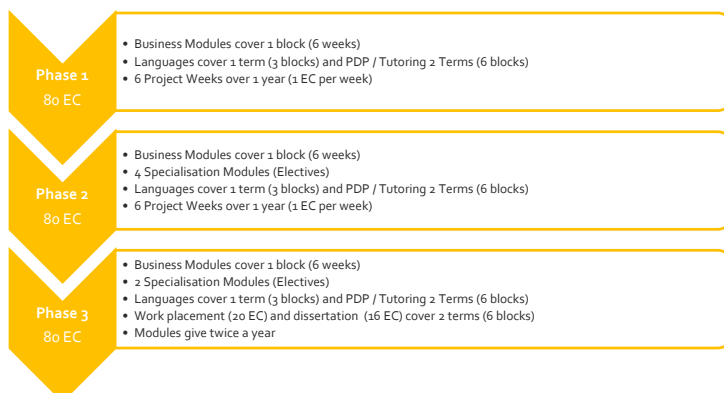 Phase 1
80 EC
• Business Modules cover 1 block (6 weeks)
• Languages cover 1 term (3 blocks) and PDP / Tutoring 2 Terms (6 blocks)
• 6 Project Weeks over 1 year (1 EC per week)
Phase 2
80 EC
• Business Modules cover 1 block (6 weeks)
• 4 Specialisation Modules (Electives)
• Languages cover 1 term (3 blocks) and PDP / Tutoring 2 Terms (6 blocks)
• 6 Project Weeks over 1 year (1 EC per week)
Phase 3
80 EC
• Business Modules cover 1 block (6 weeks)
• 2 Specialisation Modules (Electives)
• Languages cover 1 term (3 blocks) and PDP / Tutoring 2 Terms (6 blocks)
• Work placement (20 EC) and dissertation (16 EC) cover 2 terms (6 blocks)
• Modules give twice a year